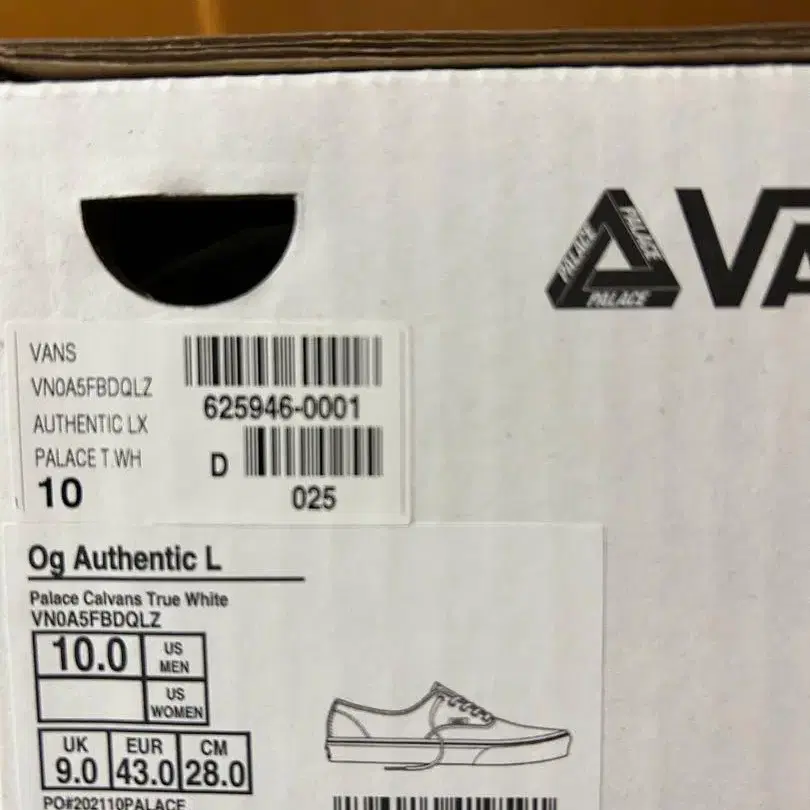 PALACE
PALACE
PALACE
VANS
VN0A5FBDQLZ
AUTHENTIC LX
PALACE T.WH
10
625946-0001
D
025
Og Authentic L
Palace Calvans True White
VN0A5FBDQLZ
10.0 US MEN
US WOMEN
UK EUR CM
9.0 43.0 28.0
PO#202110PALACE